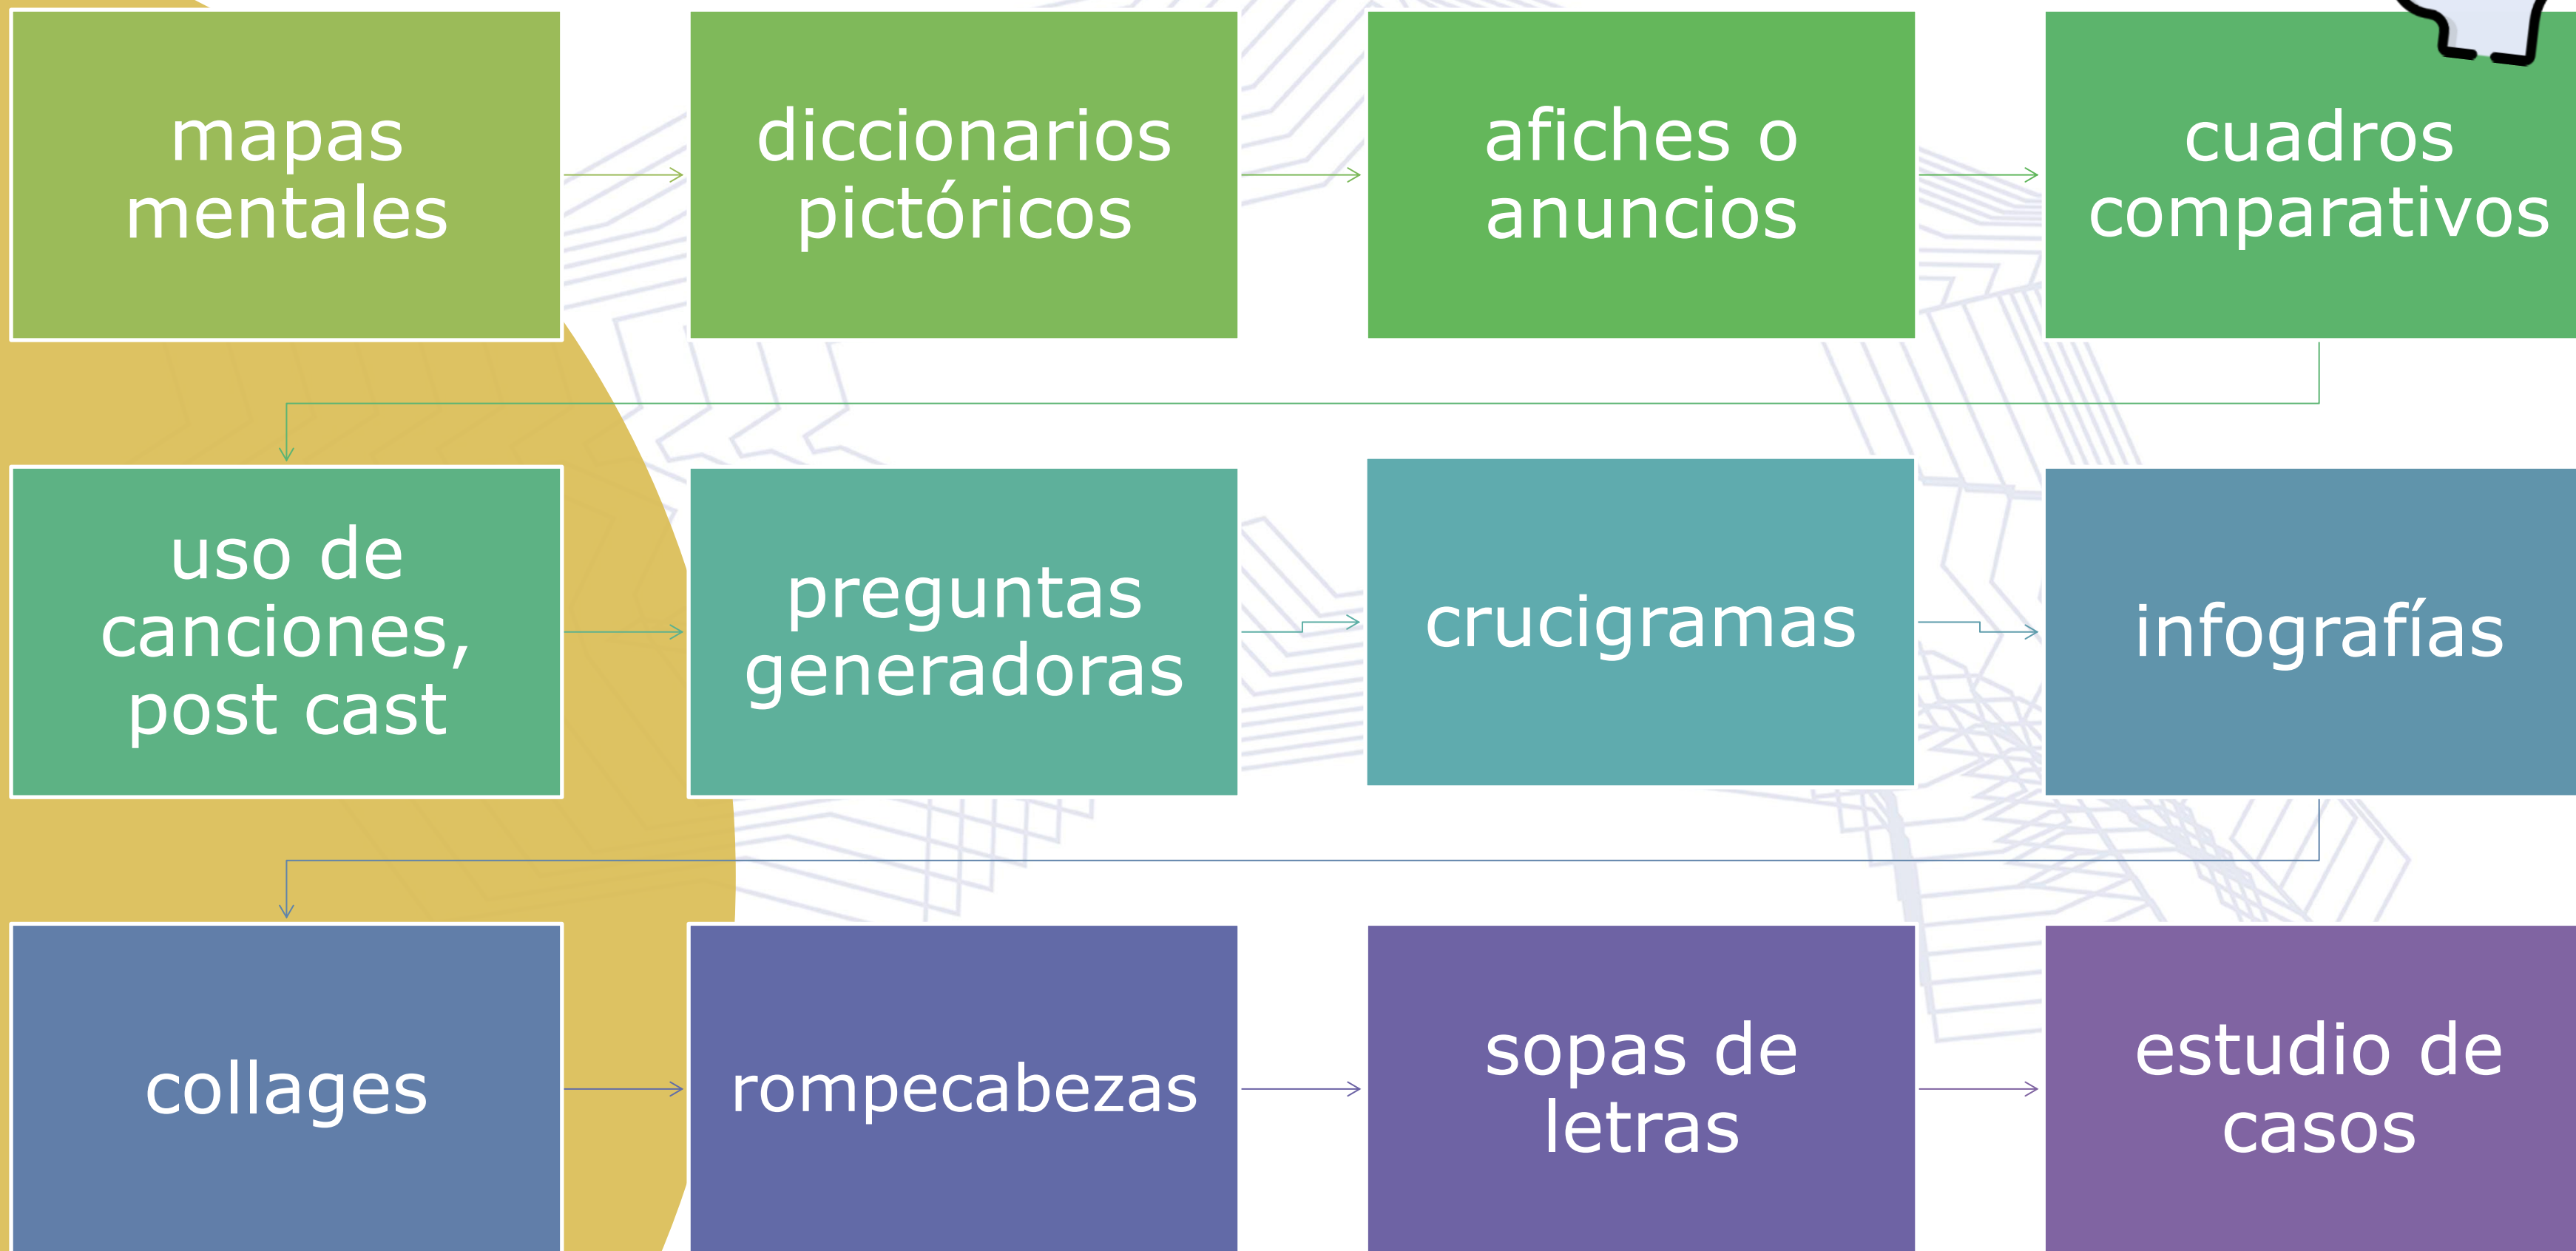 mapas
mentales
diccionarios
pictóricos
afiches o
anuncios
cuadros
comparativos
uso de
canciones,
post cast
preguntas
generadoras
crucigramas
infografías
collages
rompecabezas
sopas de
letras
estudio de
casos